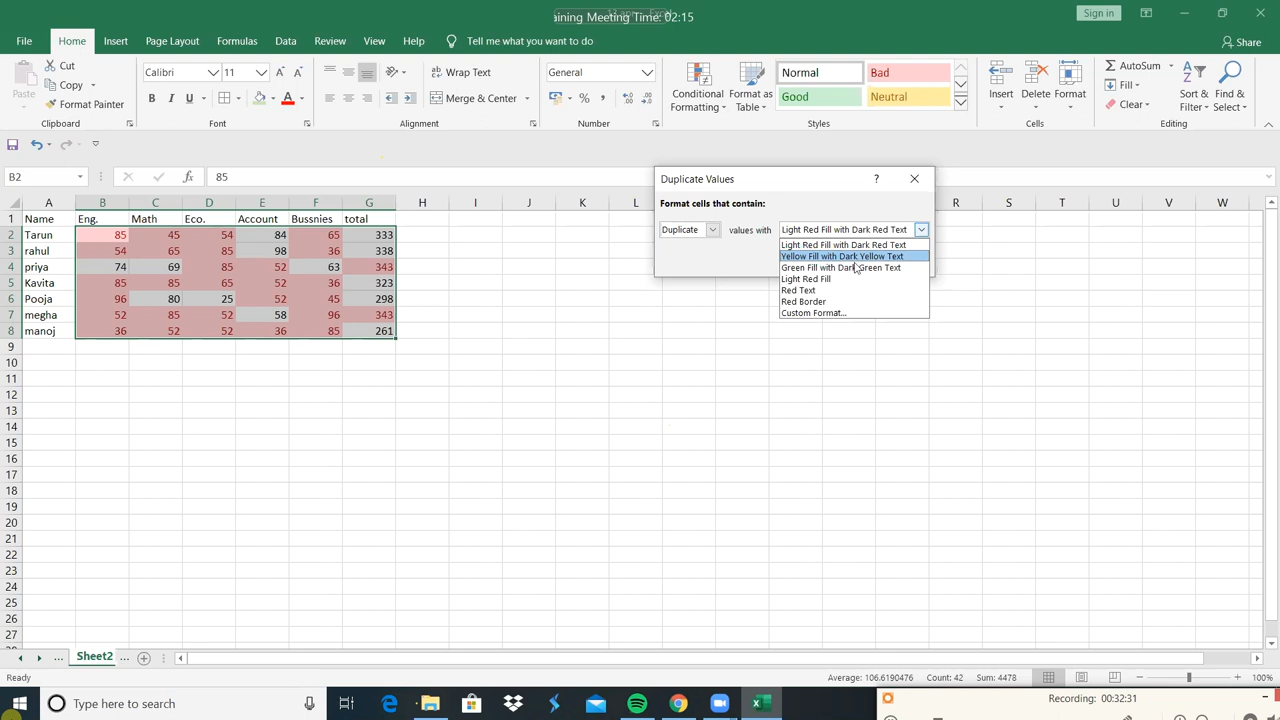 aining Meeting Time: 02:15
Sign in
File Home Insert Page Layout Formulas Data Review View Help Tell me what you want to do Share
Paste Cut Copy Format Painter Clipboard
Calibri 11 B I U A Font
Wrap Text Merge & Center Alignment
General % , Number
Conditional Formatting Format as Table Normal Bad Good Neutral Styles
Insert Delete Format Cells
AutoSum Fill Clear Sort & Filter Find & Select Editing
B2 fx 85
Duplicate Values ?
Format cells that contain:
Duplicate values with Light Red Fill with Dark Red Text
Light Red Fill with Dark Red Text
Yellow Fill with Dark Yellow Text
Green Fill with Dark Green Text
Light Red Fill
Red Text
Red Border
Custom Format...
A B C D E F G H I J K L R S T U V W
1 Name Eng. Math Eco. Account Bussnies total
2 Tarun 85 45 54 84 65 333
3 rahul 54 65 85 98 36 338
4 priya 74 69 85 52 63 343
5 Kavita 85 85 65 52 36 323
6 Pooja 96 80 25 52 45 298
7 megha 52 85 52 58 96 343
8 manoj 36 52 52 36 85 261
9
10
11
12
13
14
15
16
17
18
19
20
21
22
23
24
25
26
27
... Sheet2 ...
Ready Average: 106.6190476 Count: 42 Sum: 4478 100%
Type here to search Recording: 00:32:31